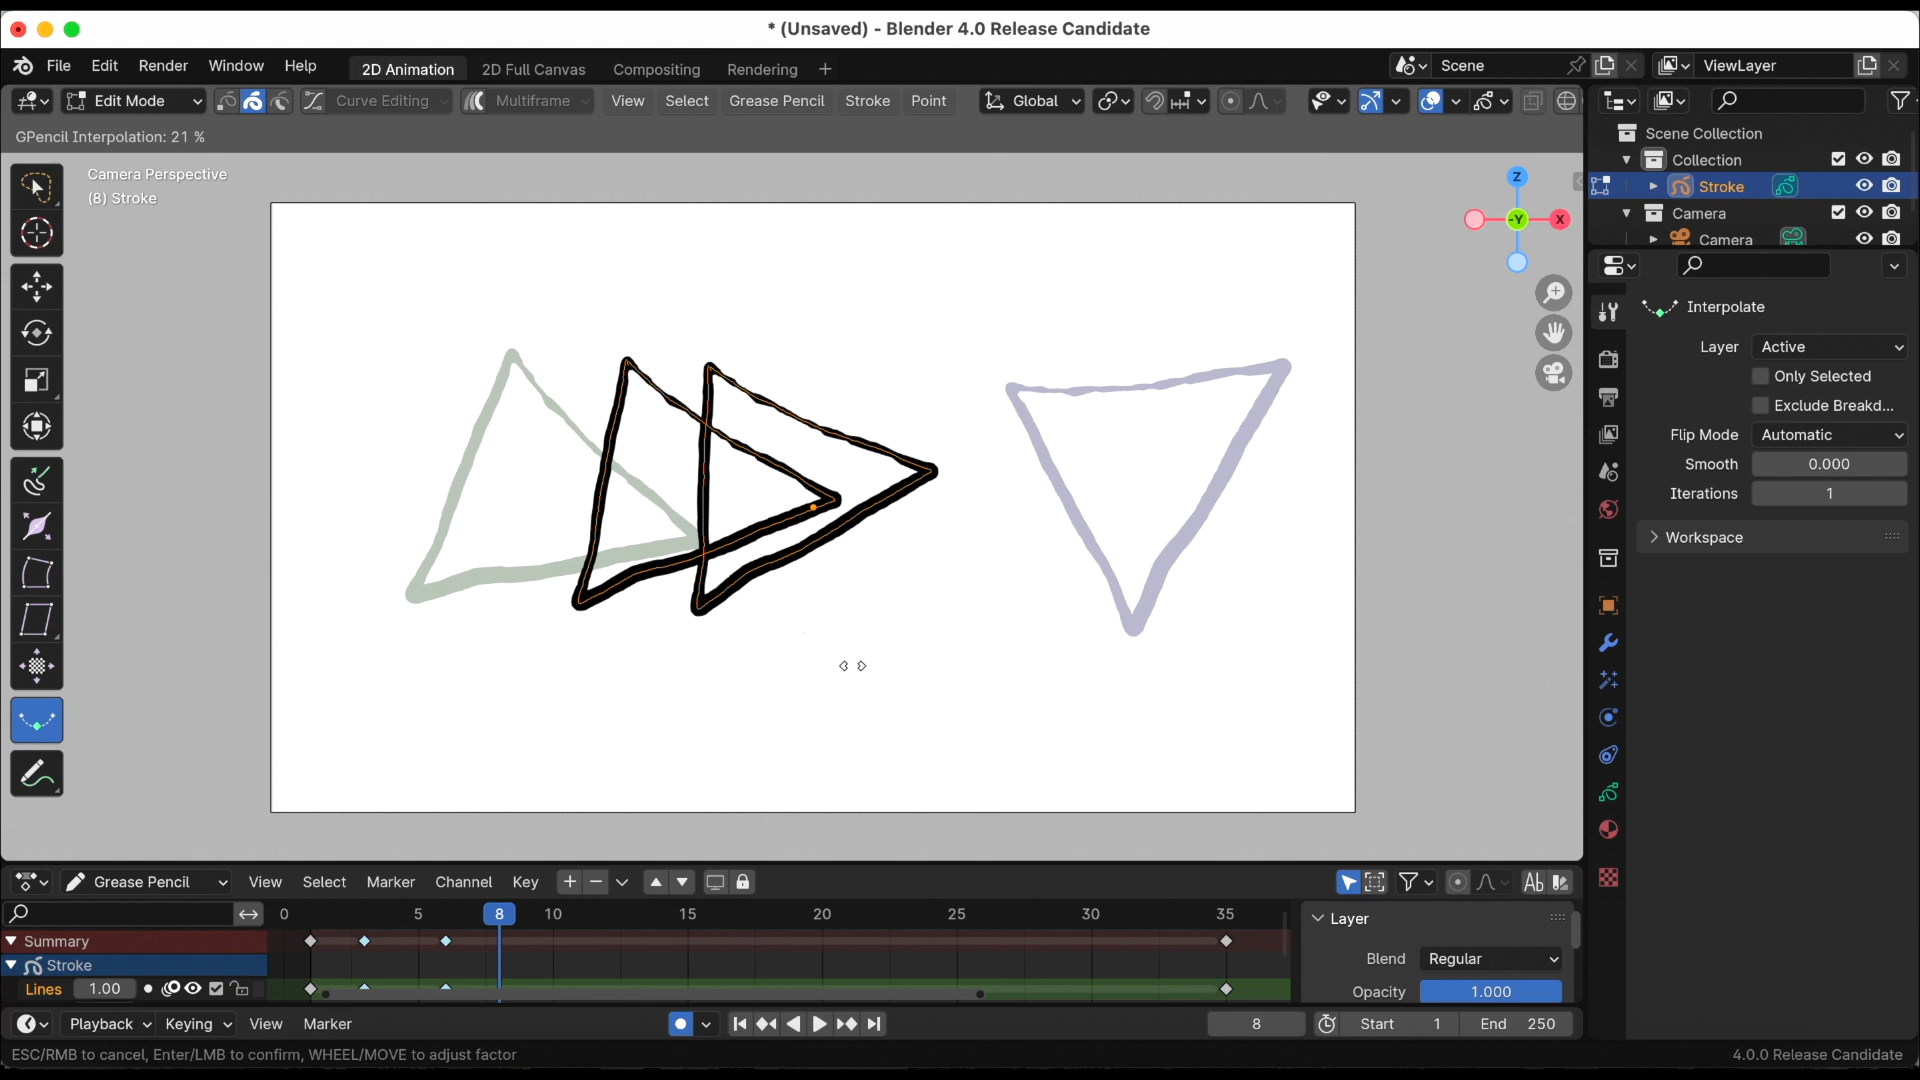 * (Unsaved) - Blender 4.0 Release Candidate
File Edit Render Window Help 2D Animation 2D Full Canvas Compositing Rendering + Scene ViewLayer
Edit Mode Curve Editing Multiframe View Select Grease Pencil Stroke Point Global
GPencil Interpolation: 21 %
Camera Perspective
(8) Stroke
Z
-Y X
Scene Collection
Collection
Stroke
Camera
Camera
Interpolate
Layer Active
Only Selected
Exclude Breakd...
Flip Mode Automatic
Smooth 0.000
Iterations 1
Workspace
Grease Pencil View Select Marker Channel Key
0 5 8 10 15 20 25 30 35
Summary
Stroke
Lines 1.00
Layer
Blend Regular
Opacity 1.000
Playback Keying View Marker 8 Start 1 End 250
ESC/RMB to cancel, Enter/LMB to confirm, WHEEL/MOVE to adjust factor 4.0.0 Release Candidate